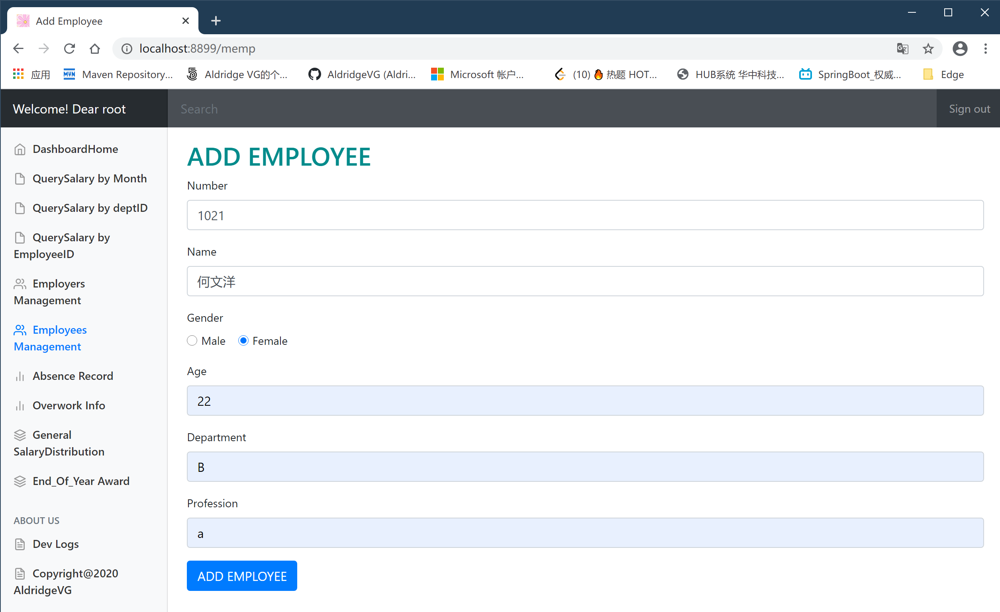 Add Employee
localhost:8899/memp
应用
Maven Repository...
Aldridge VG的个...
AldridgeVG (Aldri...
Microsoft 帐户...
(10) 🔥 热题 HOT...
HUB系统 华中科技...
SpringBoot_权威...
Edge
Welcome! Dear root
Search
Sign out
DashboardHome
QuerySalary by Month
QuerySalary by deptID
QuerySalary by
EmployeeID
Employers
Management
Employees
Management
Absence Record
Overwork Info
General
SalaryDistribution
End_Of_Year Award
ABOUT US
Dev Logs
Copyright@2020
AldridgeVG
ADD EMPLOYEE
Number
1021
Name
何文洋
Gender
Male Female
Age
22
Department
B
Profession
a
ADD EMPLOYEE